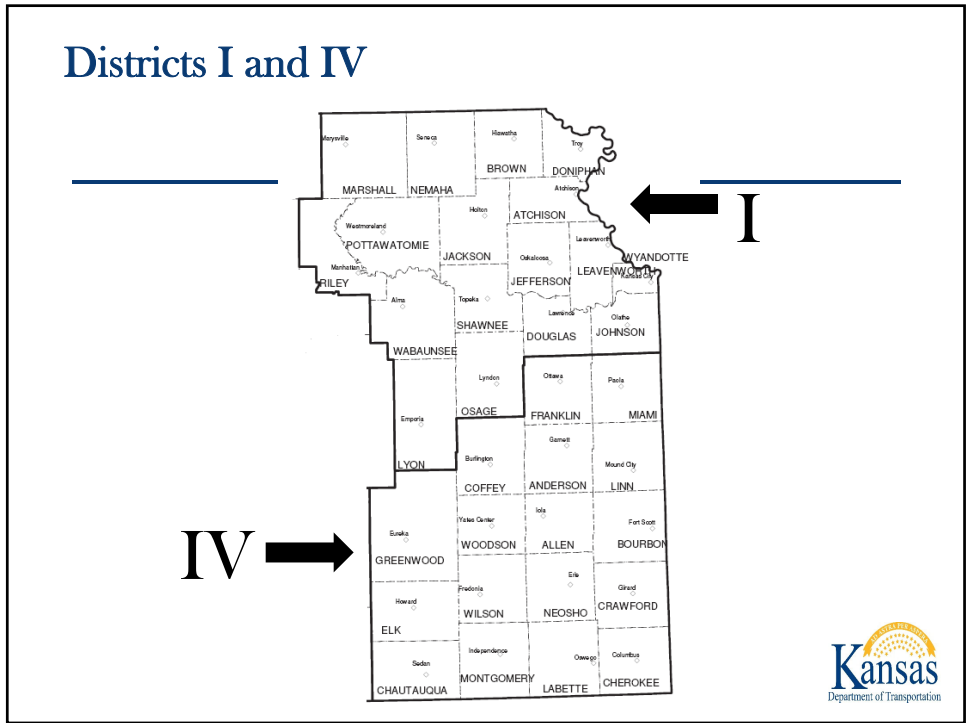 Districts I and IV
Marysville
Seneca
Hiawatha
Troy
BROWN
DONIPHAN
MARSHALL
NEMAHA
Atchison
Holton
ATCHISON
Westmoreland
Leavenworth
POTTAWATOMIE
JACKSON
Oskaloosa
WYANDOTTE
Manhattan
LEAVENWORTH
Kansas City
RILEY
JEFFERSON
Alma
Topeka
Lawrence
Olathe
SHAWNEE
DOUGLAS
JOHNSON
WABAUNSEE
Lyndon
Ottawa
Paola
OSAGE
FRANKLIN
MIAMI
Emporia
Garnett
LYON
Burlington
Mound City
COFFEY
ANDERSON
LINN
Eureka
Yates Center
Iola
Fort Scott
GREENWOOD
WOODSON
ALLEN
BOURBON
Howard
Fredonia
Erie
Girard
ELK
WILSON
NEOSHO
CRAWFORD
Sedan
Independence
Oswego
Columbus
CHAUTAUQUA
MONTGOMERY
LABETTE
CHEROKEE
I
IV
AD ASTRA PER ASPERA
Kansas
Department of Transportation